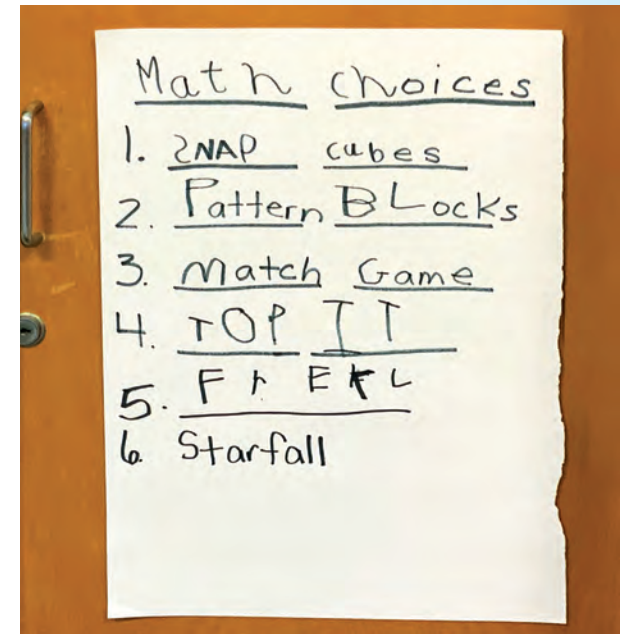 Math choices
1. SNAP cubes
2. Pattern BLocks
3. Match Game
4. TOP IT
5.
6. Starfall